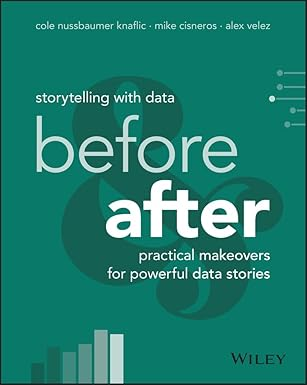 cole nussbaumer knaflic · mike cisneros · alex velez
storytelling with data
before
&
after
practical makeovers
for powerful data stories
WILEY